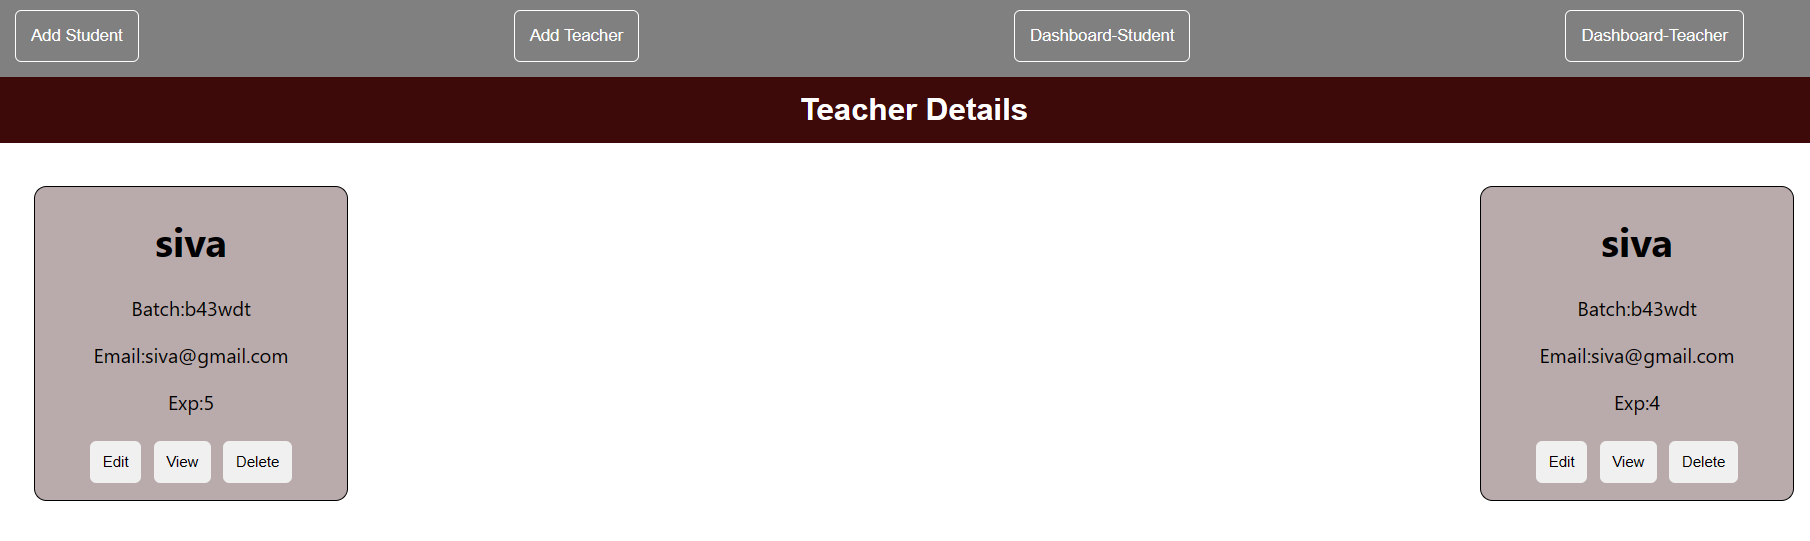 Add Student Add Teacher Dashboard-Student Dashboard-Teacher
Teacher Details
siva
Batch:b43wdt
Email:siva@gmail.com
Exp:5
Edit View Delete
siva
Batch:b43wdt
Email:siva@gmail.com
Exp:4
Edit View Delete